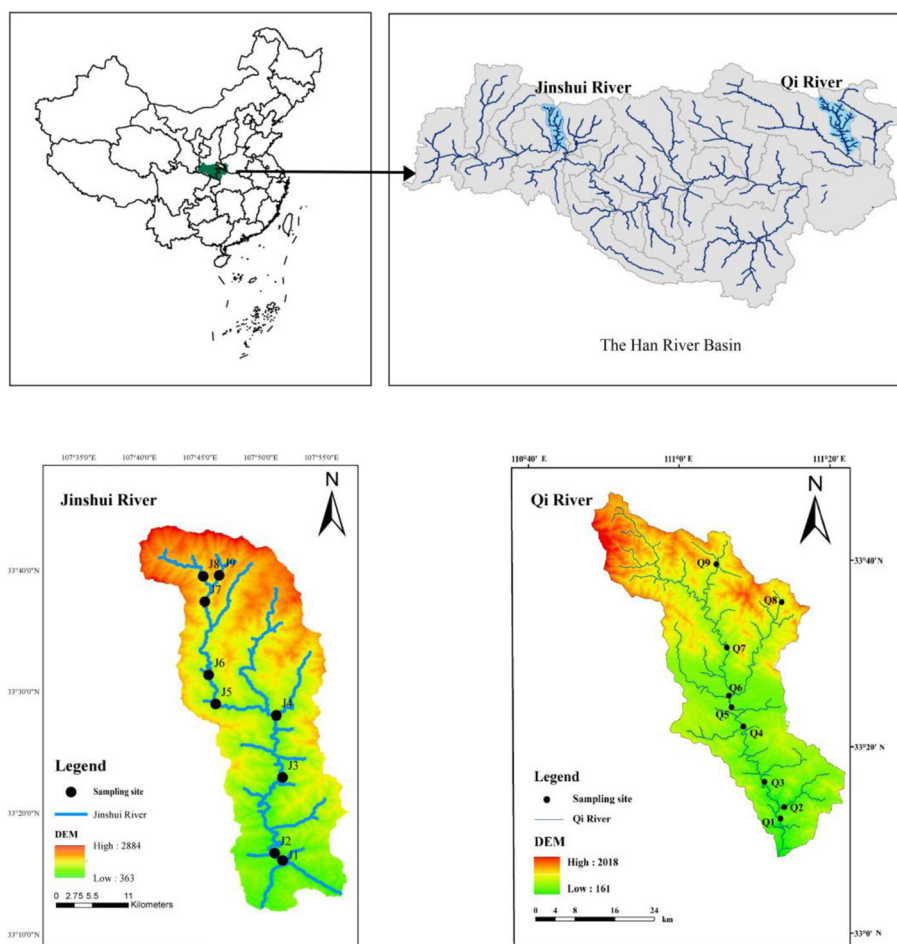 Jinshui River
Qi River
The Han River Basin
107°35'0"E 107°40'0"E 107°45'0"E 107°50'0"E 107°55'0"E
Jinshui River
N
33°40'0"N
33°30'0"N
33°20'0"N
33°10'0"N
J8 J9
J7
J6
J5
J4
J3
J2
J1
Legend
Sampling site
Jinshui River
DEM
High : 2884
Low : 363
0 2.75 5.5 11
Kilometers
110°40'E 111°0'E 111°20'E
Qi River
N
33°40'N
33°20'N
33°0'N
Q9
Q8
Q7
Q6
Q5
Q4
Q3
Q2
Q1
Legend
Sampling site
Qi River
DEM
High : 2018
Low : 161
0 4 8 16 24
km